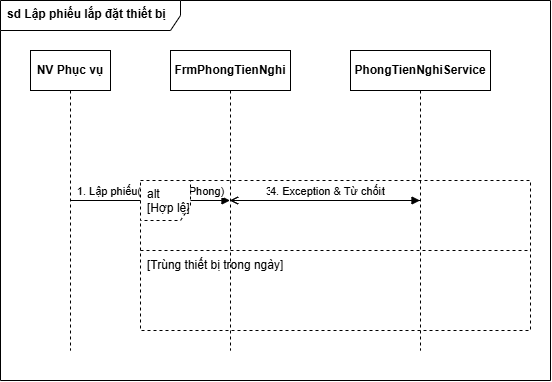 sd Lập phiếu lắp đặt thiết bị
NV Phục vụ
FrmPhongTienNghi
PhongTienNghiService
1. Lập phiếu(
Phong)
4. Exception & Từ chối
alt
[Hợp lệ]
[Trùng thiết bị trong ngày]